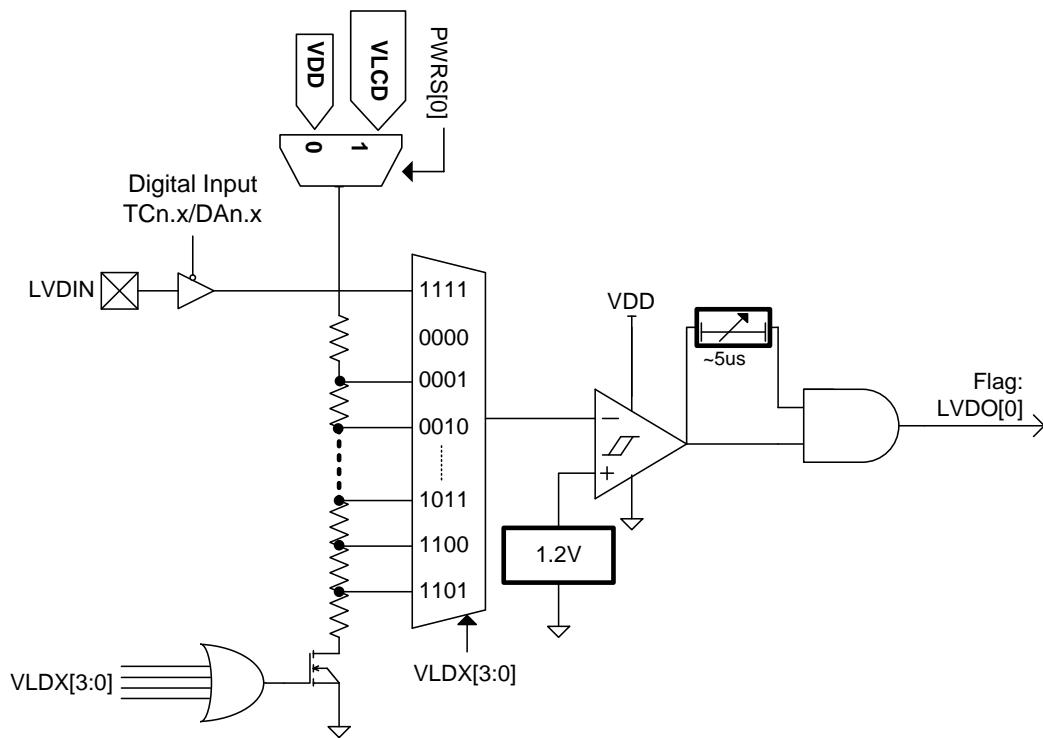 VDD
VLCD
PWRS[0]
0
1
Digital Input
TCn.x/DAn.x
LVDIN
1111
0000
0001
0010
1011
1100
1101
VDD
~5us
Flag:
LVDO[0]
−
+
1.2V
VLDX[3:0]
VLDX[3:0]